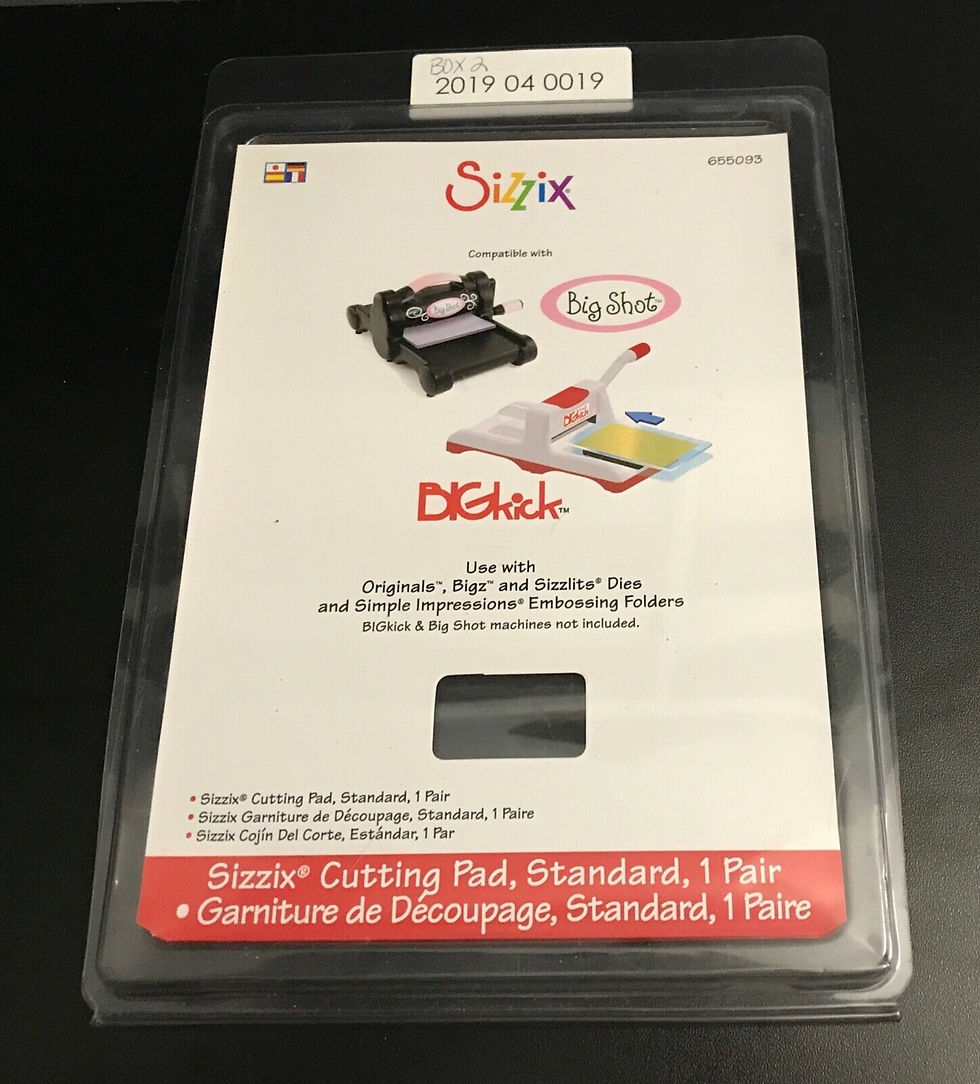 BOX 2
2019 04 0019
655093
Sizzix®
Compatible with
Big Shot
Big Shot™
BIGkick
BIGkick™
Use with
Originals™, Bigz™ and Sizzlits® Dies
and Simple Impressions® Embossing Folders
BIGkick & Big Shot machines not included.
• Sizzix® Cutting Pad, Standard, 1 Pair
• Sizzix Garniture de Découpage, Standard, 1 Paire
• Sizzix Cojín Del Corte, Estándar, 1 Par
Sizzix® Cutting Pad, Standard, 1 Pair
• Garniture de Découpage, Standard, 1 Paire